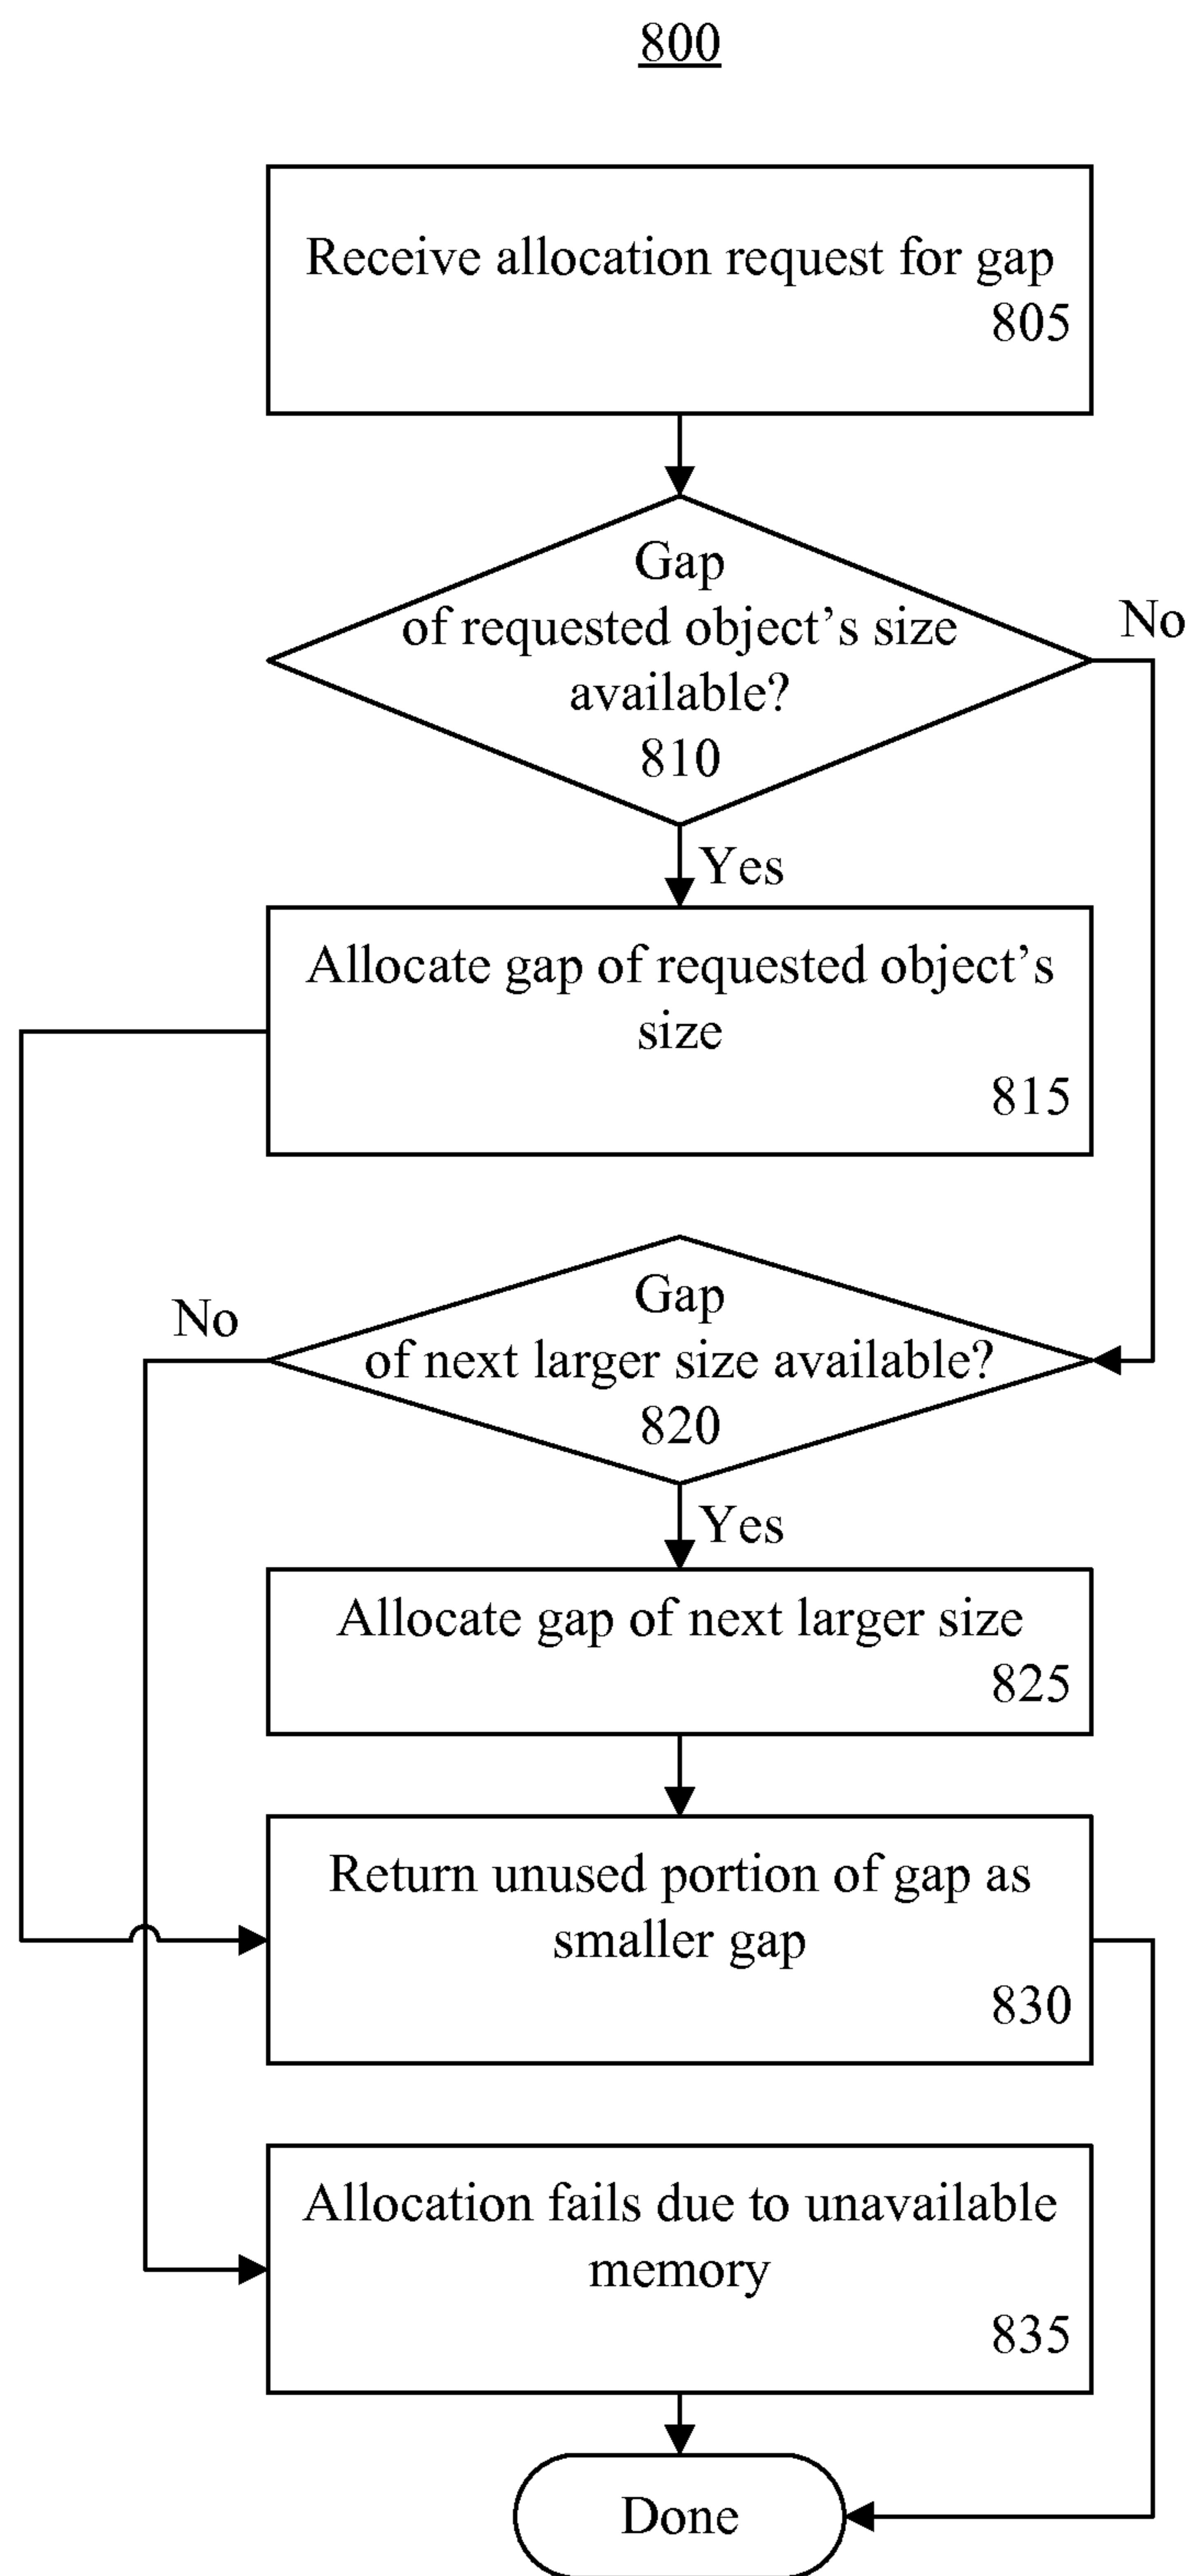 800
Receive allocation request for gap
805
Gap
of requested object’s size
available?
810
No
Yes
Allocate gap of requested object’s
size
815
Gap
of next larger size available?
820
No
Yes
Allocate gap of next larger size
825
Return unused portion of gap as
smaller gap
830
Allocation fails due to unavailable
memory
835
Done